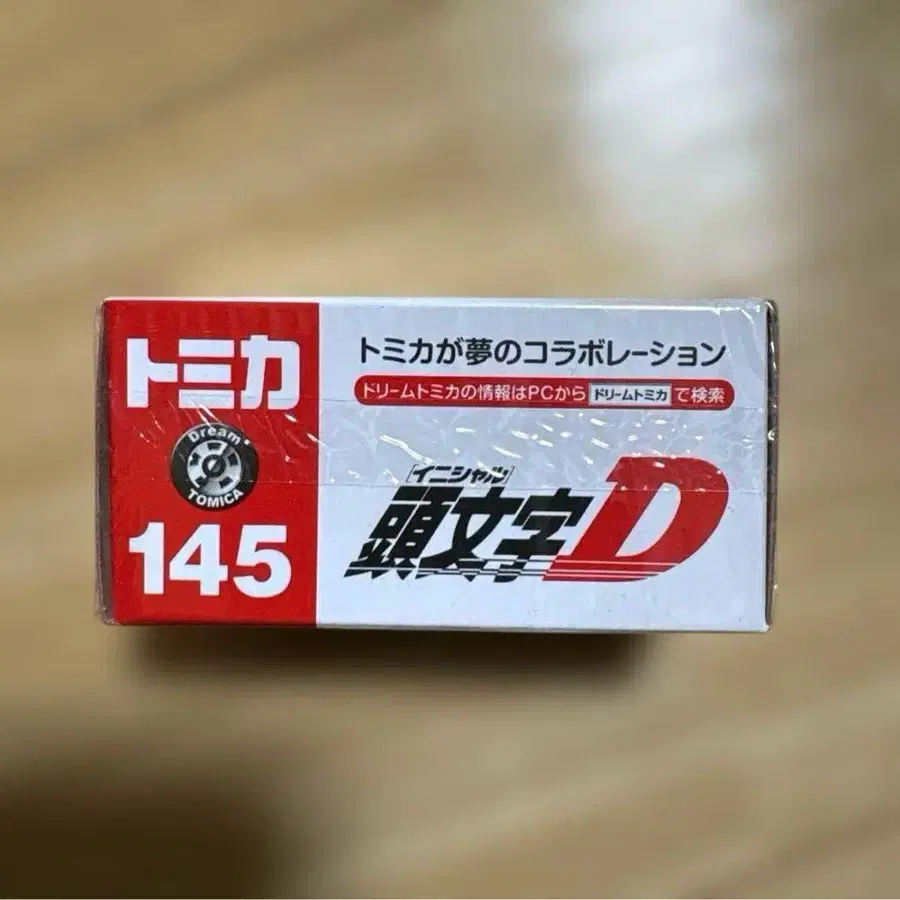 トミカ
Dream
TOMICA
145
トミカが夢のコラボレーション
ドリームトミカの情報はPCから ドリームトミカ で検索
[イニシャル]
頭文字D